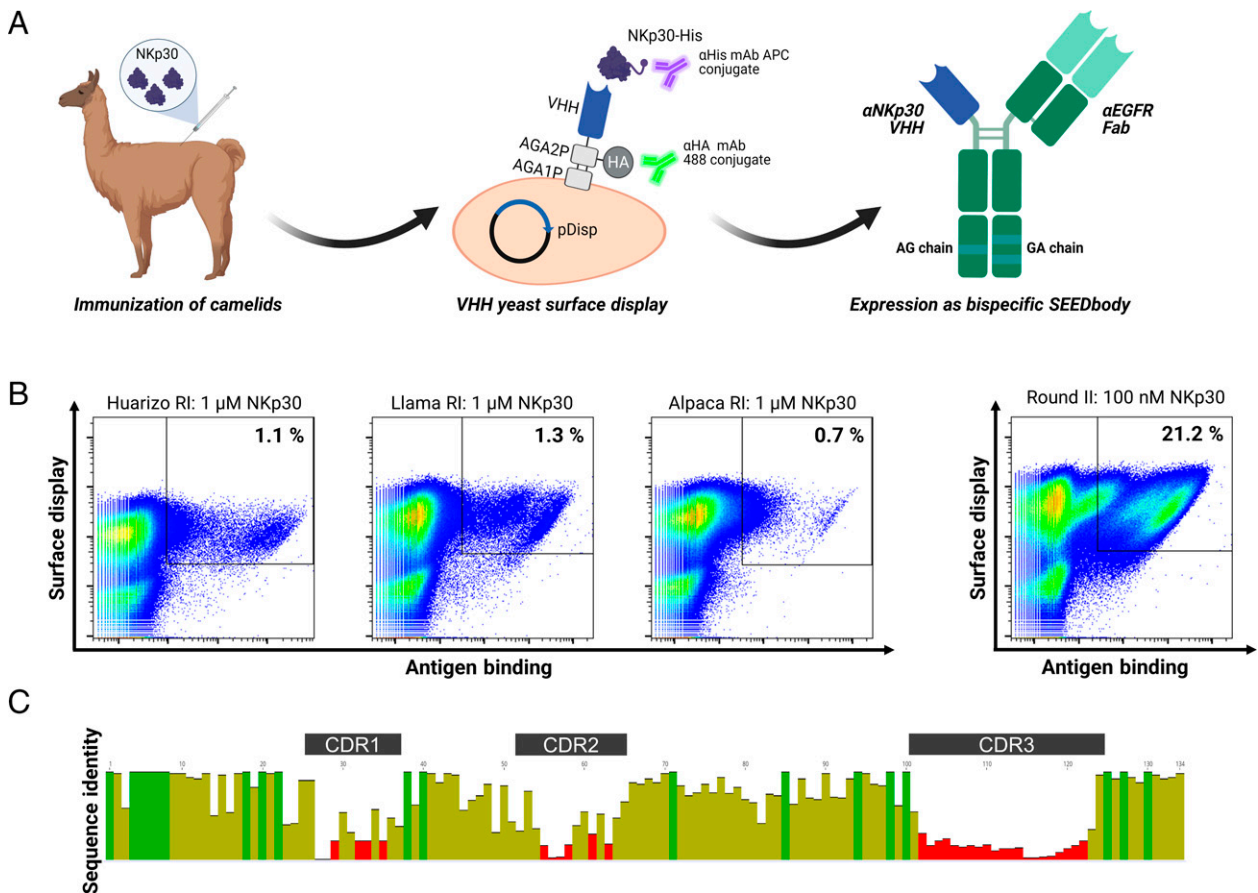 A
NKp30
Immunization of camelids
NKp30-His
αHis mAb APC
conjugate
VHH
AGA2P
HA
αHA mAb
488 conjugate
AGA1P
pDisp
VHH yeast surface display
αNKp30
VHH
αEGFR
Fab
AG chain
GA chain
Expression as bispecific SEEDbody
B
Huarizo RI: 1 µM NKp30
1.1 %
Llama RI: 1 µM NKp30
1.3 %
Alpaca RI: 1 µM NKp30
0.7 %
Round II: 100 nM NKp30
21.2 %
Surface display
Antigen binding
Surface display
Antigen binding
C
CDR1
CDR2
CDR3
1 10 20 30 40 50 60 70 80 90 100 110 120 130 134
Sequence identity